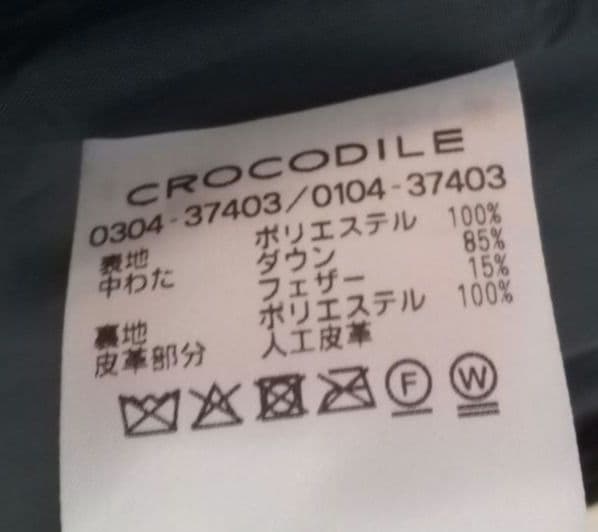 CROCODILE
0304-37403/0104-37403
表地 ポリエステル 100%
中わた ダウン 85%
フェザー 15%
裏地 ポリエステル 100%
皮革部分 人工皮革
F W